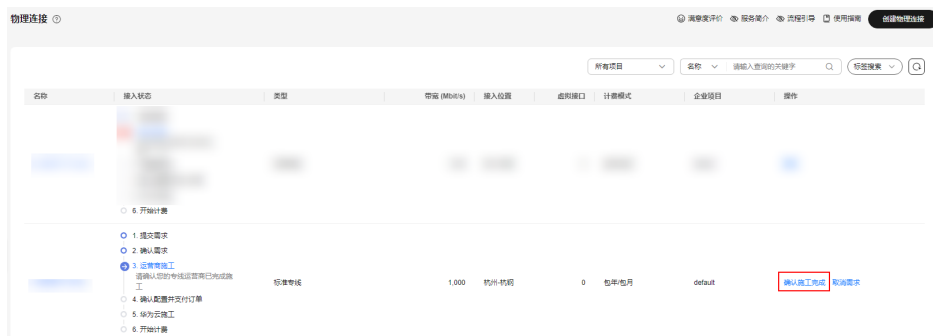 物理连接
满意度评价 服务简介 流程引导 使用指南 创建物理连接
所有项目 名称 请输入查询的关键字 标签搜索
名称 接入状态 类型 带宽 (Mbit/s) 接入位置 虚拟接口 计费模式 企业项目 操作
6. 开始计费
1. 提交需求
2. 确认需求
3. 运营商施工
请确认您的专线运营商已完成施
工
标准专线 1,000 杭州-杭钢 0 包年/包月 default 确认施工完成 取消需求
4. 确认配置并支付订单
5. 华为云施工
6. 开始计费